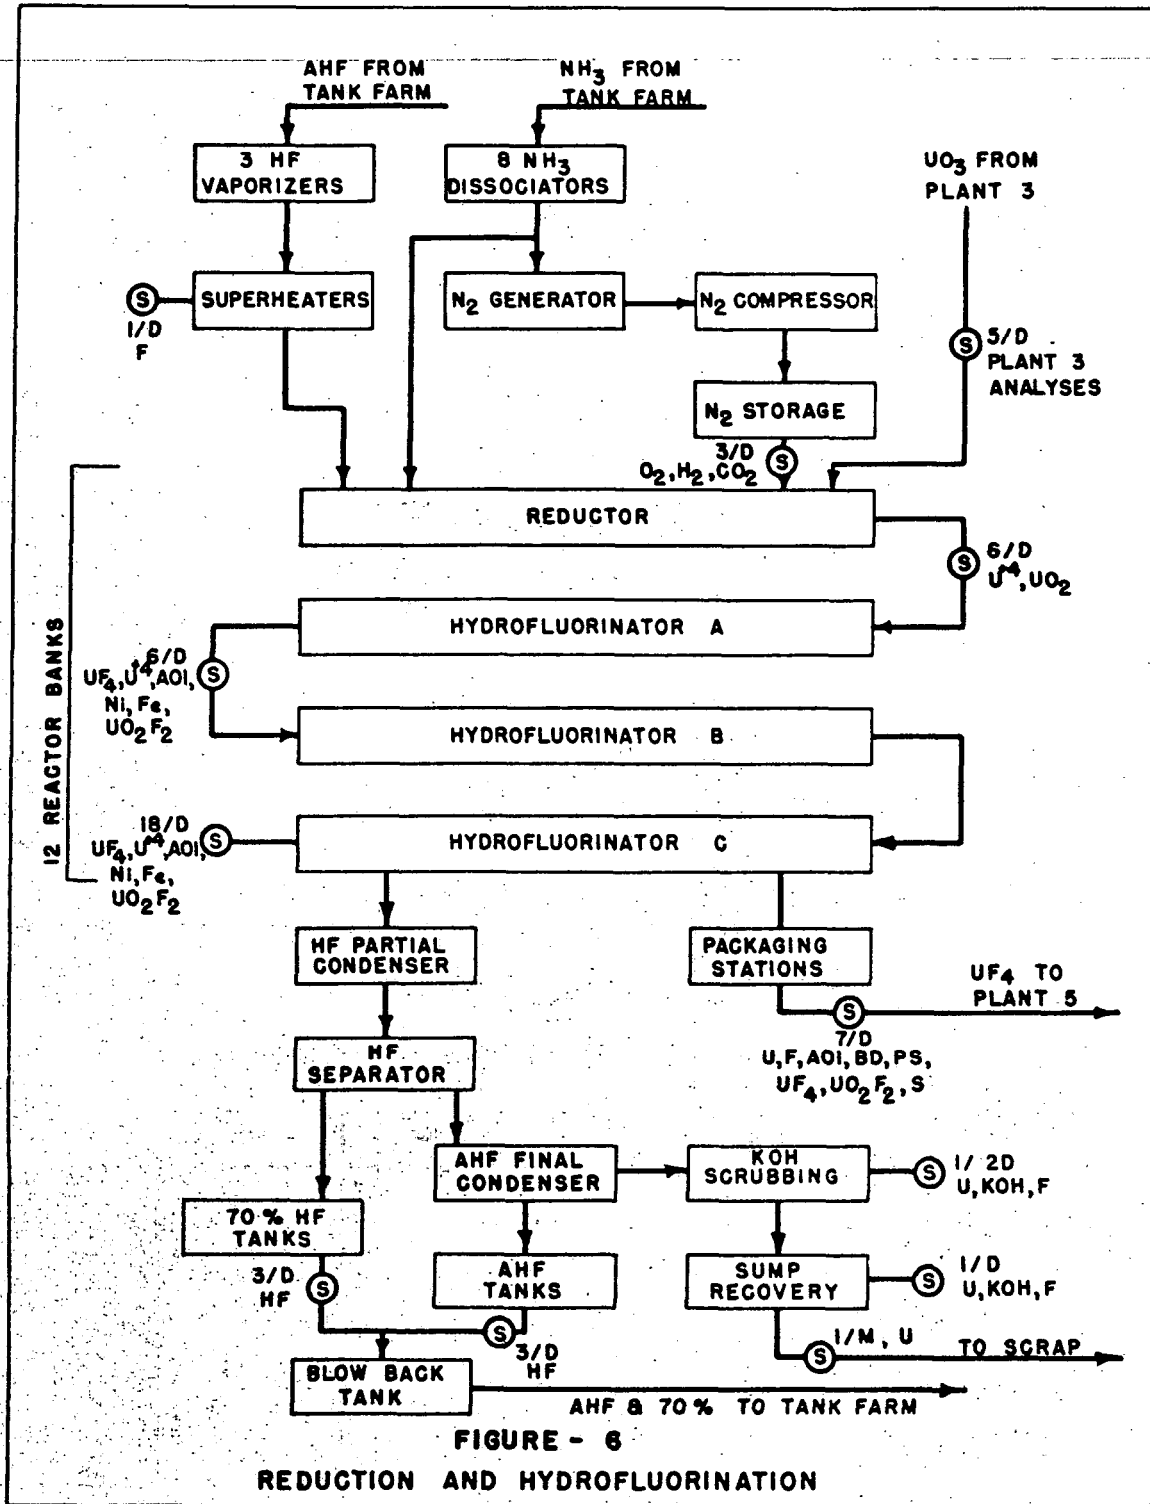 AHF FROM
TANK FARM
NH3 FROM
TANK FARM
3 HF
VAPORIZERS
8 NH3
DISSOCIATORS
UO3 FROM
PLANT 3
S
1/D
F
SUPERHEATERS
N2 GENERATOR
N2 COMPRESSOR
S
5/D
PLANT 3
ANALYSES
N2 STORAGE
3/D
S
O2, H2, CO2
REDUCTOR
S
6/D
U+4, UO2
12 REACTOR BANKS
HYDROFLUORINATOR A
6/D
S
UF4, U+4, AOI,
Ni, Fe,
UO2F2
HYDROFLUORINATOR B
HYDROFLUORINATOR C
18/D
S
UF4, U+4, AOI,
Ni, Fe,
UO2F2
HF PARTIAL
CONDENSER
PACKAGING
STATIONS
UF4 TO
PLANT 5
S
7/D
U, F, AOI, BD, PS,
UF4, UO2F2, S
HF
SEPARATOR
AHF FINAL
CONDENSER
KOH
SCRUBBING
S
1/ 2D
U, KOH, F
70% HF
TANKS
3/D
HF
S
AHF
TANKS
SUMP
RECOVERY
S
1/D
U, KOH, F
S
3/D
HF
S
1/M, U
TO SCRAP
BLOW BACK
TANK
AHF & 70% TO TANK FARM
FIGURE - 6
REDUCTION AND HYDROFLUORINATION